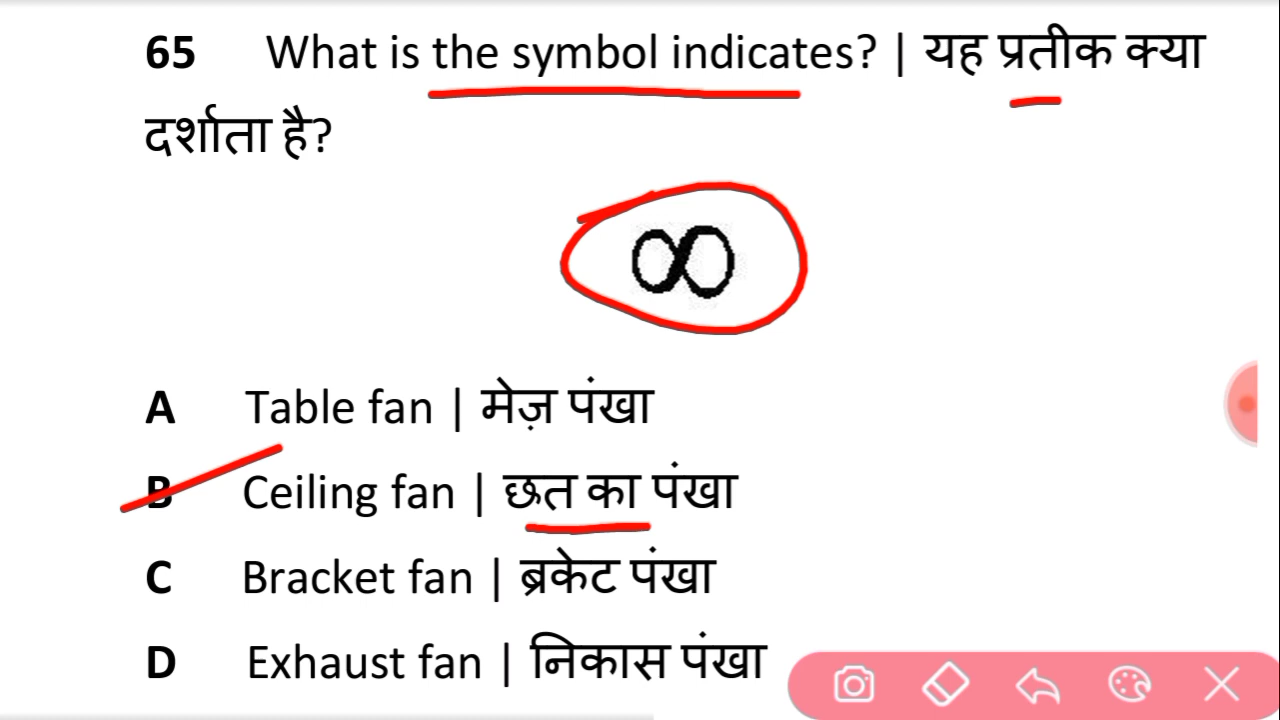 65 What is the symbol indicates? | यह प्रतीक क्या
दर्शाता है?
∞
A Table fan | मेज़ पंखा
B Ceiling fan | छत का पंखा
C Bracket fan | ब्रकेट पंखा
D Exhaust fan | निकास पंखा